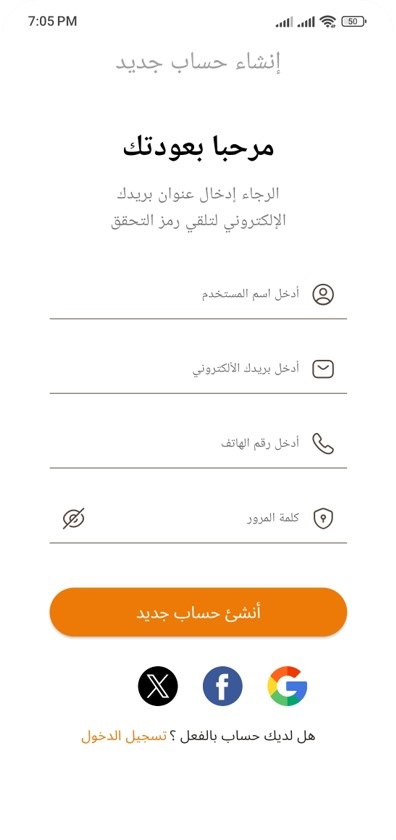 7:05 PM
50
إنشاء حساب جديد
مرحبا بعودتك
الرجاء إدخال عنوان بريدك
الإلكتروني لتلقي رمز التحقق
أدخل اسم المستخدم
أدخل بريدك الألكتروني
أدخل رقم الهاتف
كلمة المرور
أنشئ حساب جديد
هل لديك حساب بالفعل ؟ تسجيل الدخول